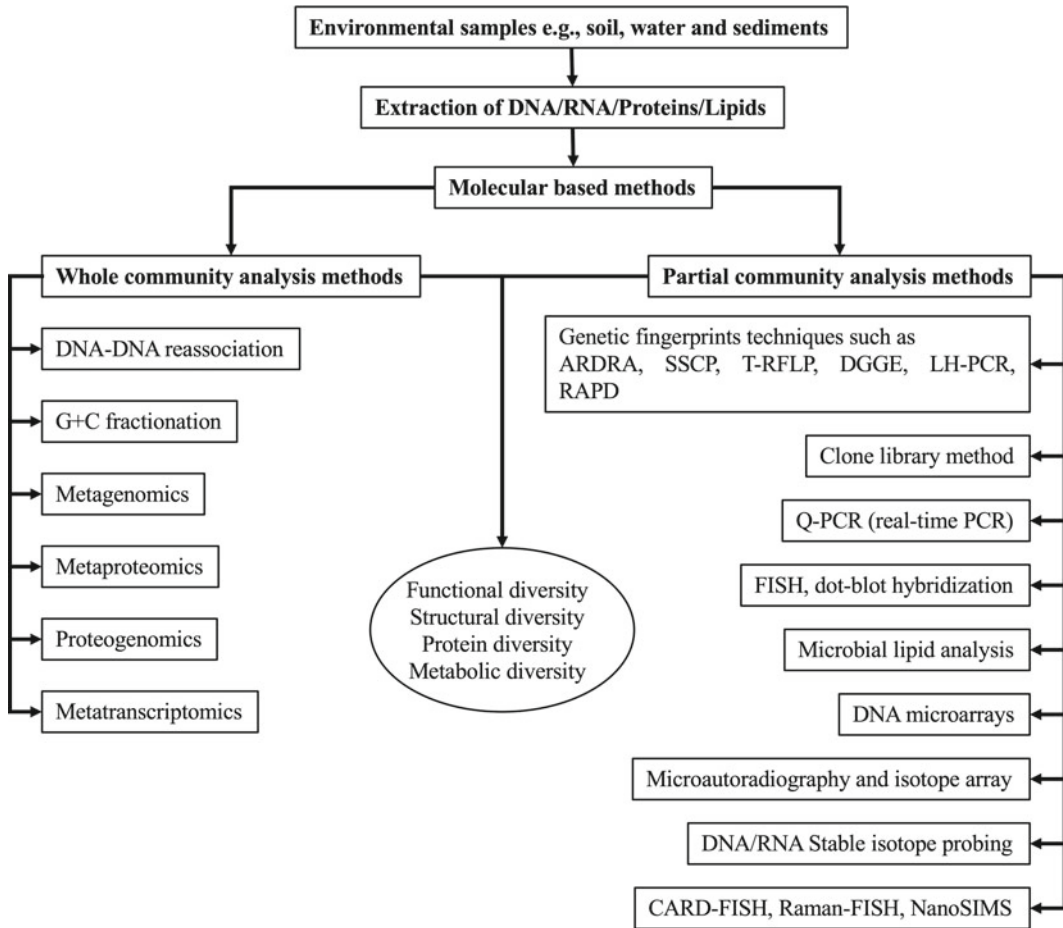 Environmental samples e.g., soil, water and sediments
Extraction of DNA/RNA/Proteins/Lipids
Molecular based methods
Whole community analysis methods
DNA-DNA reassociation
G+C fractionation
Metagenomics
Metaproteomics
Proteogenomics
Metatranscriptomics
Functional diversity
Structural diversity
Protein diversity
Metabolic diversity
Partial community analysis methods
Genetic fingerprints techniques such as
ARDRA, SSCP, T-RFLP, DGGE, LH-PCR,
RAPD
Clone library method
Q-PCR (real-time PCR)
FISH, dot-blot hybridization
Microbial lipid analysis
DNA microarrays
Microautoradiography and isotope array
DNA/RNA Stable isotope probing
CARD-FISH, Raman-FISH, NanoSIMS